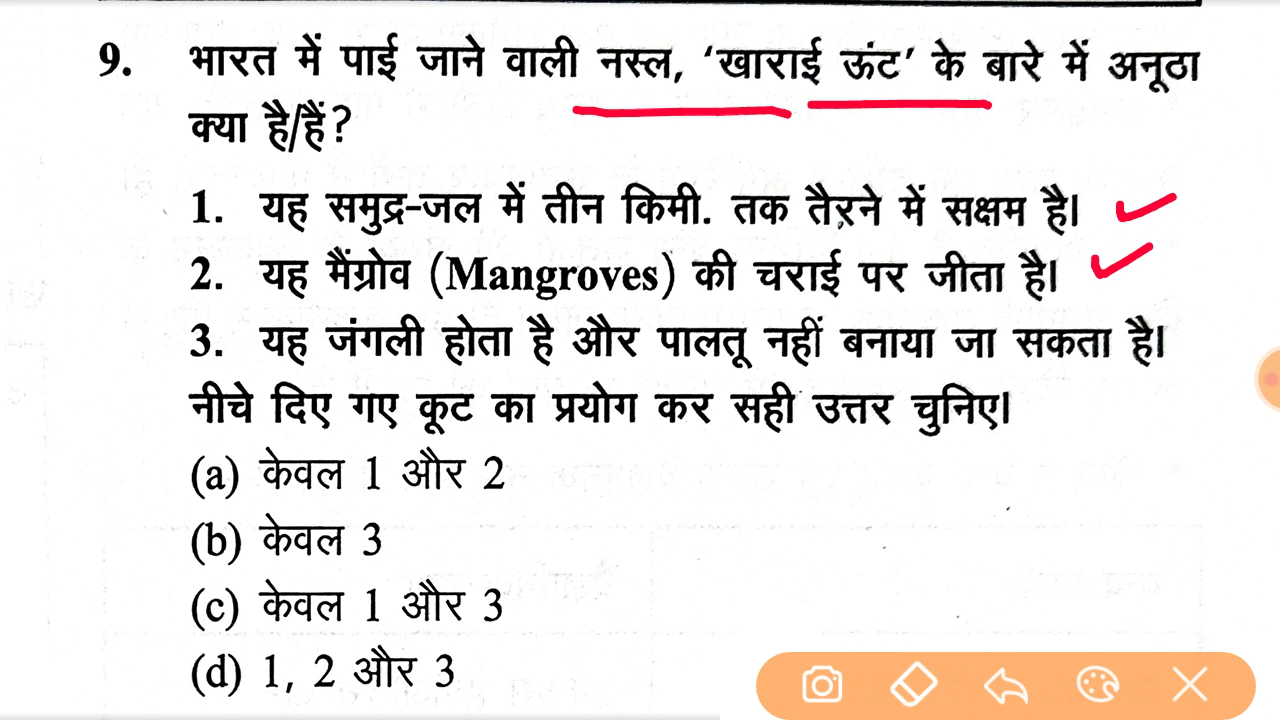 9. भारत में पाई जाने वाली नस्ल, ‘खाराई ऊंट’ के बारे में अनूठा
क्या है/हैं?
1. यह समुद्र-जल में तीन किमी. तक तैरने में सक्षम है।
2. यह मैंग्रोव (Mangroves) की चराई पर जीता है।
3. यह जंगली होता है और पालतू नहीं बनाया जा सकता है।
नीचे दिए गए कूट का प्रयोग कर सही उत्तर चुनिए।
(a) केवल 1 और 2
(b) केवल 3
(c) केवल 1 और 3
(d) 1, 2 और 3